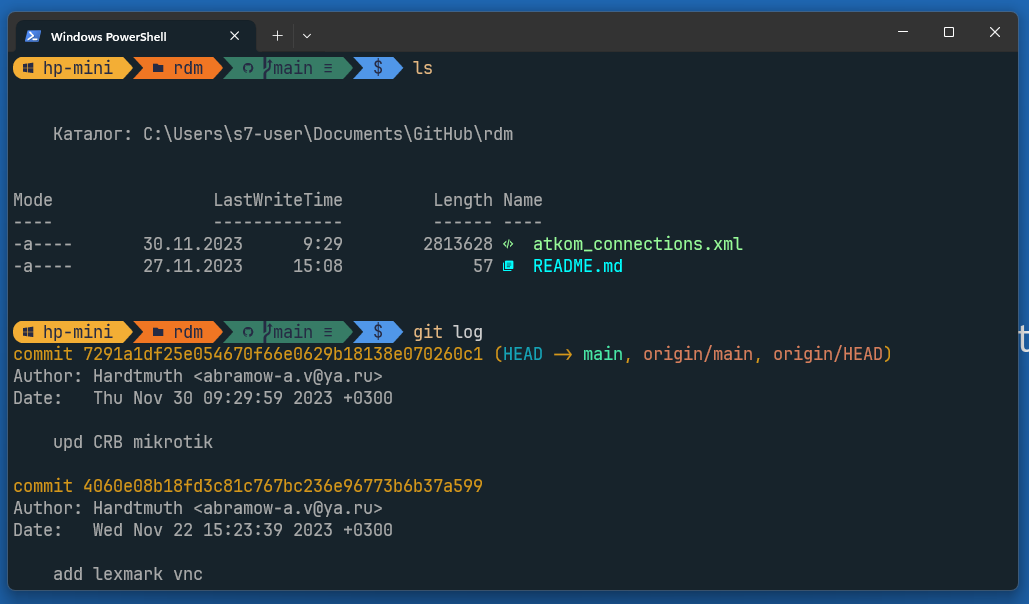 Windows PowerShell
hp-mini rdm main ≡ $ ls
Каталог: C:\Users\s7-user\Documents\GitHub\rdm
Mode LastWriteTime Length Name
---- ------------- ------ ----
-a---- 30.11.2023 9:29 2813628 </> atkom_connections.xml
-a---- 27.11.2023 15:08 57 README.md
hp-mini rdm main ≡ $ git log
commit 7291a1df25e054670f66e0629b18138e070260c1 (HEAD -> main, origin/main, origin/HEAD)
Author: Hardtmuth <abramow-a.v@ya.ru>
Date: Thu Nov 30 09:29:59 2023 +0300
upd CRB mikrotik
commit 4060e08b18fd3c81c767bc236e96773b6b37a599
Author: Hardtmuth <abramow-a.v@ya.ru>
Date: Wed Nov 22 15:23:39 2023 +0300
add lexmark vnc